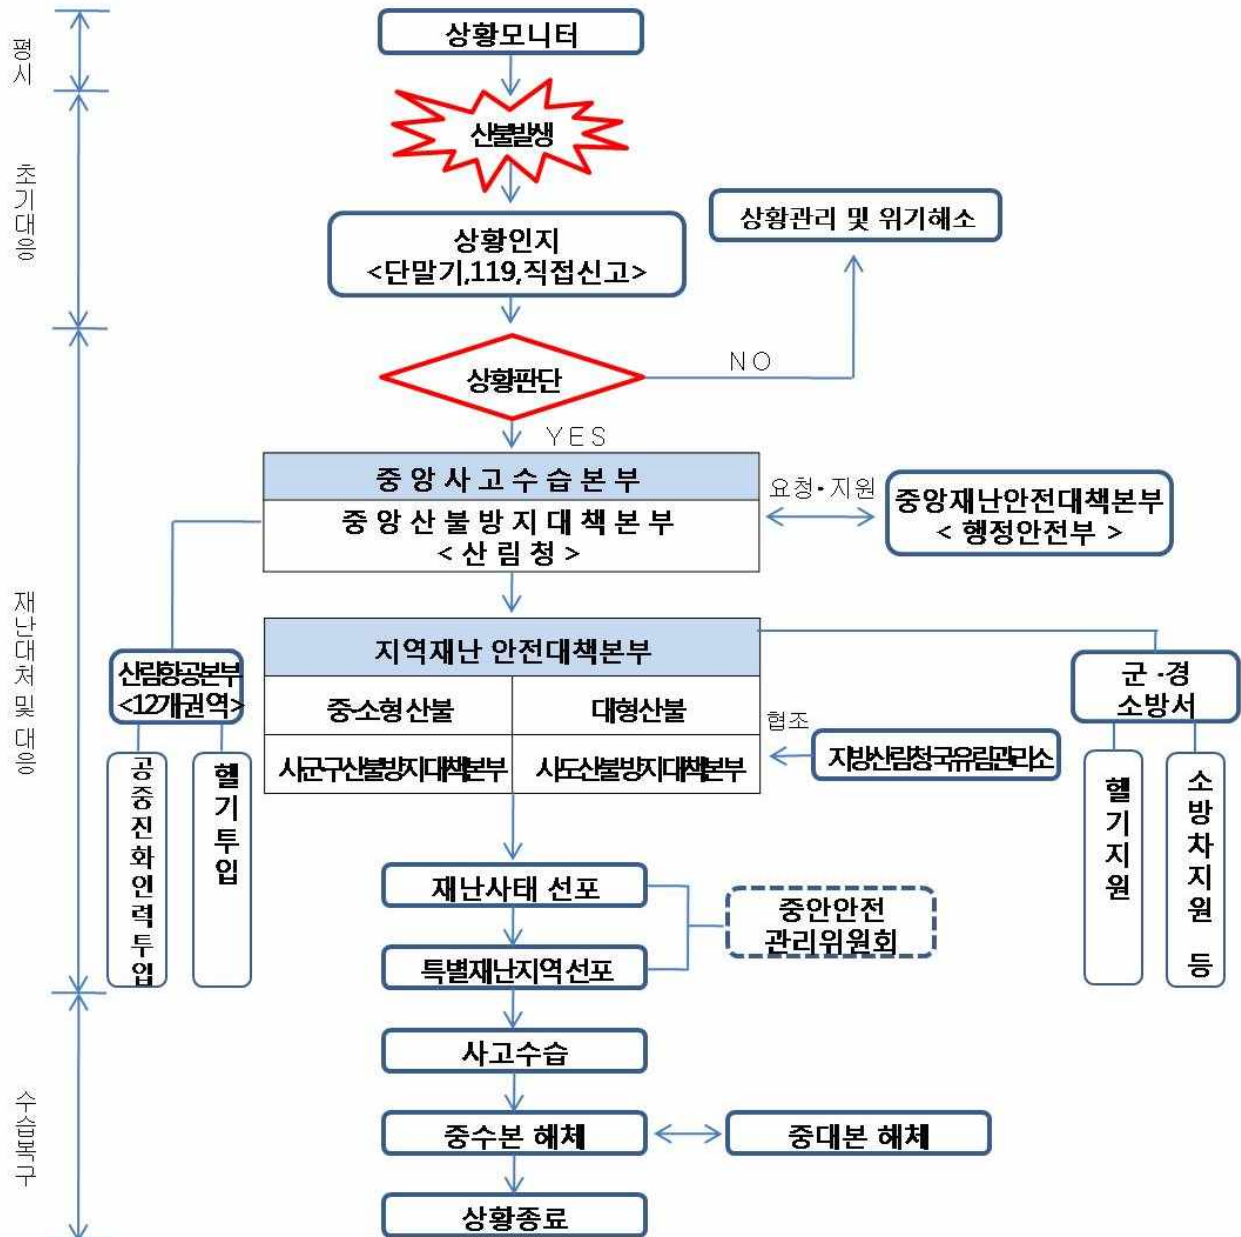 평시
상황모니터
산불발생
초기대응
상황인지
<단말기,119,직접신고>
상황관리 및 위기해소
상황판단
NO
YES
중앙사고수습본부
중앙산불방지대책본부
<산림청>
요청·지원
중앙재난안전대책본부
< 행정안전부 >
재난대처 및 대응
지역재난 안전대책본부
중·소형 산불
대형산불
시군구산불방지대책본부
시도산불방지대책본부
산림항공본부
<12개권역>
공중진화인력투입
헬기투입
협조
지방산림청국유림관리소
군 ·경
소방서
헬기지원
소방차지원 등
재난사태 선포
중안안전
관리위원회
특별재난지역선포
수습복구
사고수습
중수본 해체
중대본 해체
상황종료